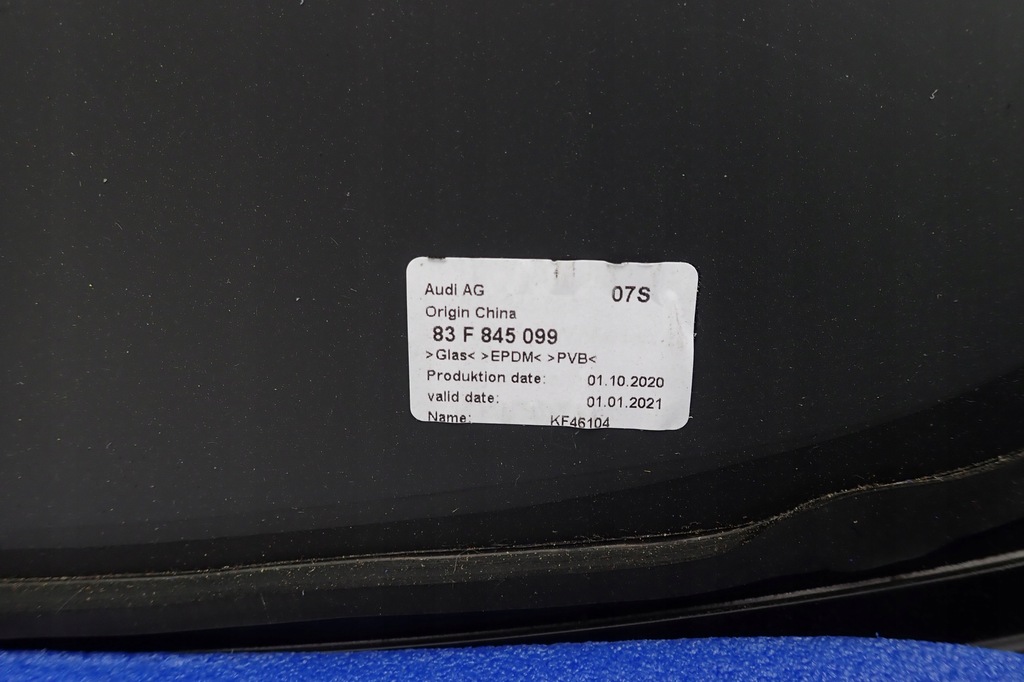 Audi AG 07S
Origin China
83 F 845 099
>Glas< >EPDM< >PVB<
Produktion date: 01.10.2020
valid date: 01.01.2021
Name: KF46104